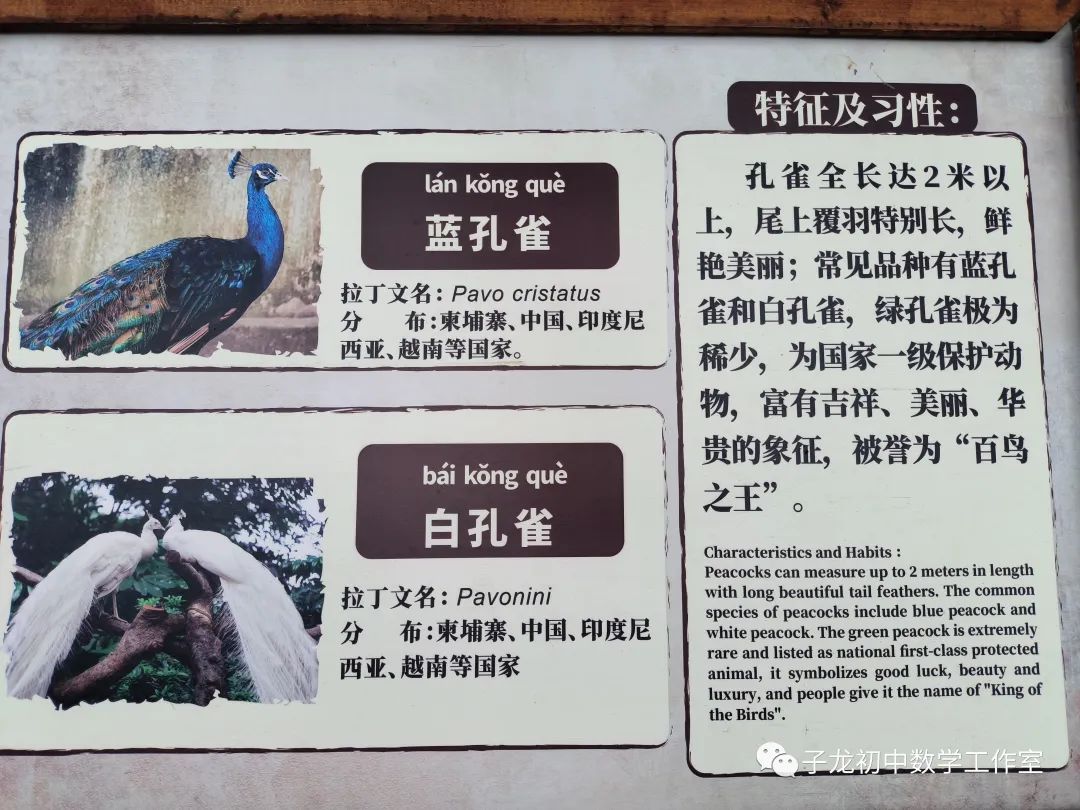 lán kǒng què
蓝孔雀
拉丁文名：Pavo cristatus
分　　布：柬埔寨、中国、印度尼
西亚、越南等国家。
bái kǒng què
白孔雀
拉丁文名：Pavonini
分　　布：柬埔寨、中国、印度尼
西亚、越南等国家
特征及习性：
孔雀全长达2米以
上，尾上覆羽特别长，鲜
艳美丽；常见品种有蓝孔
雀和白孔雀，绿孔雀极为
稀少，为国家一级保护动
物，富有吉祥、美丽、华
贵的象征，被誉为“百鸟
之王”。
Characteristics and Habits :
Peacocks can measure up to 2 meters in length
with long beautiful tail feathers. The common
species of peacocks include blue peacock and
white peacock. The green peacock is extremely
rare and listed as national first-class protected
animal, it symbolizes good luck, beauty and
luxury, and people give it the name of "King of
the Birds".
子龙初中数学工作室